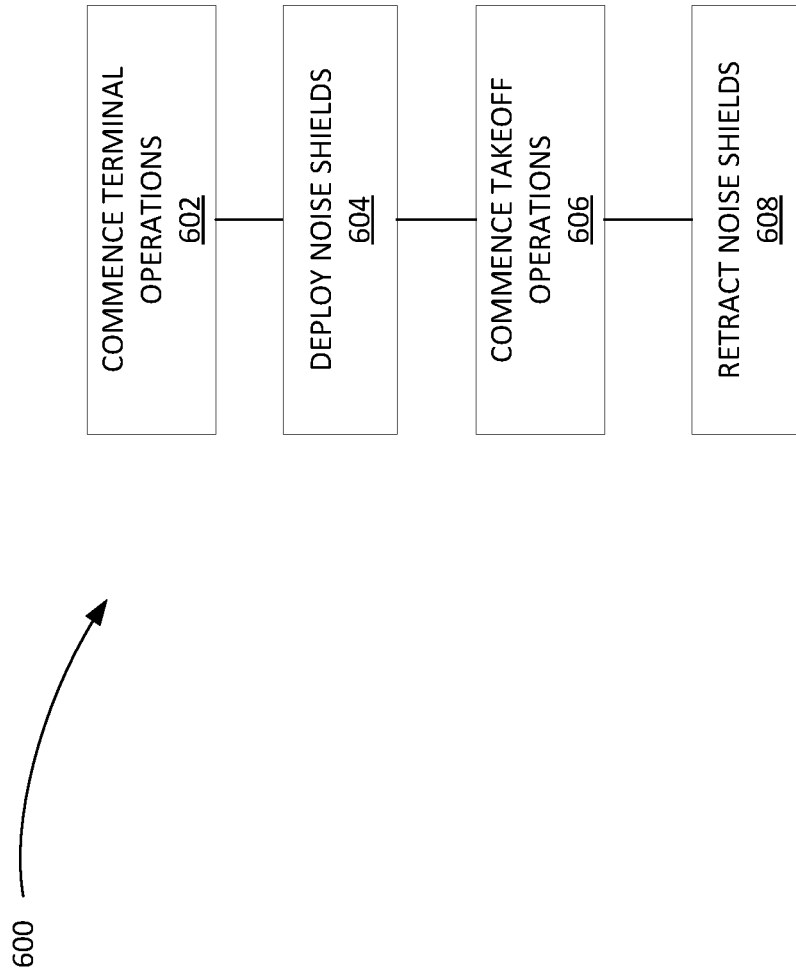 600
COMMENCE TERMINAL
OPERATIONS
602
DEPLOY NOISE SHIELDS
604
COMMENCE TAKEOFF
OPERATIONS
606
RETRACT NOISE SHIELDS
608